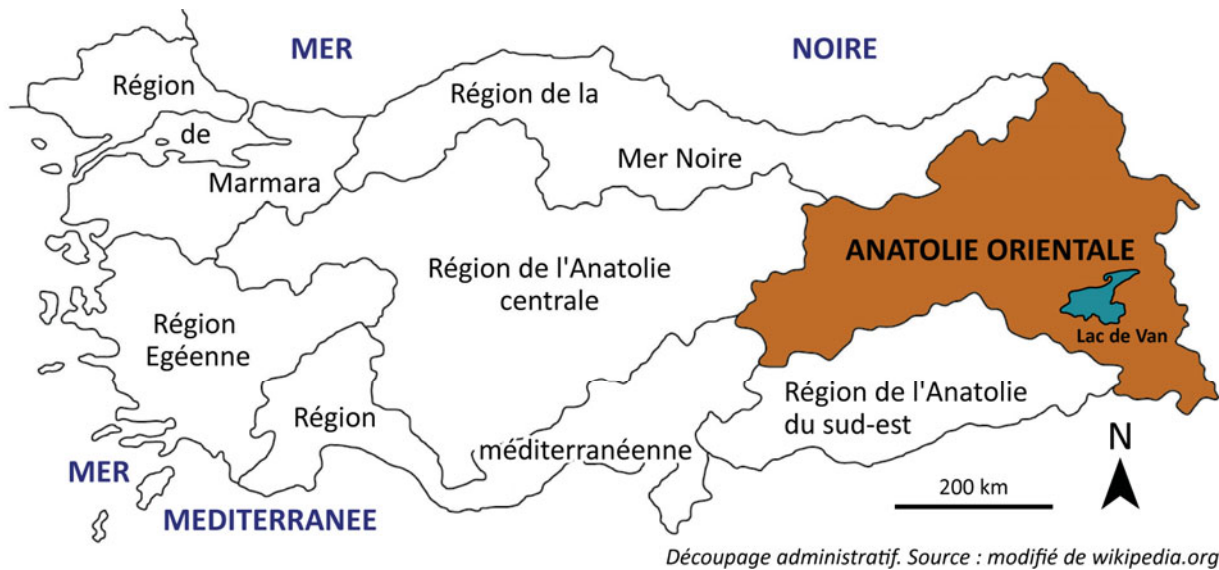 MER NOIRE
Région
de
Marmara
Région de la
Mer Noire
ANATOLIE ORIENTALE
Région de l'Anatolie
centrale
Lac de Van
Région
Egéenne
Région
méditerranéenne
Région de l'Anatolie
du sud-est
N
MER
MEDITERRANEE
200 km
Découpage administratif. Source : modifié de wikipedia.org